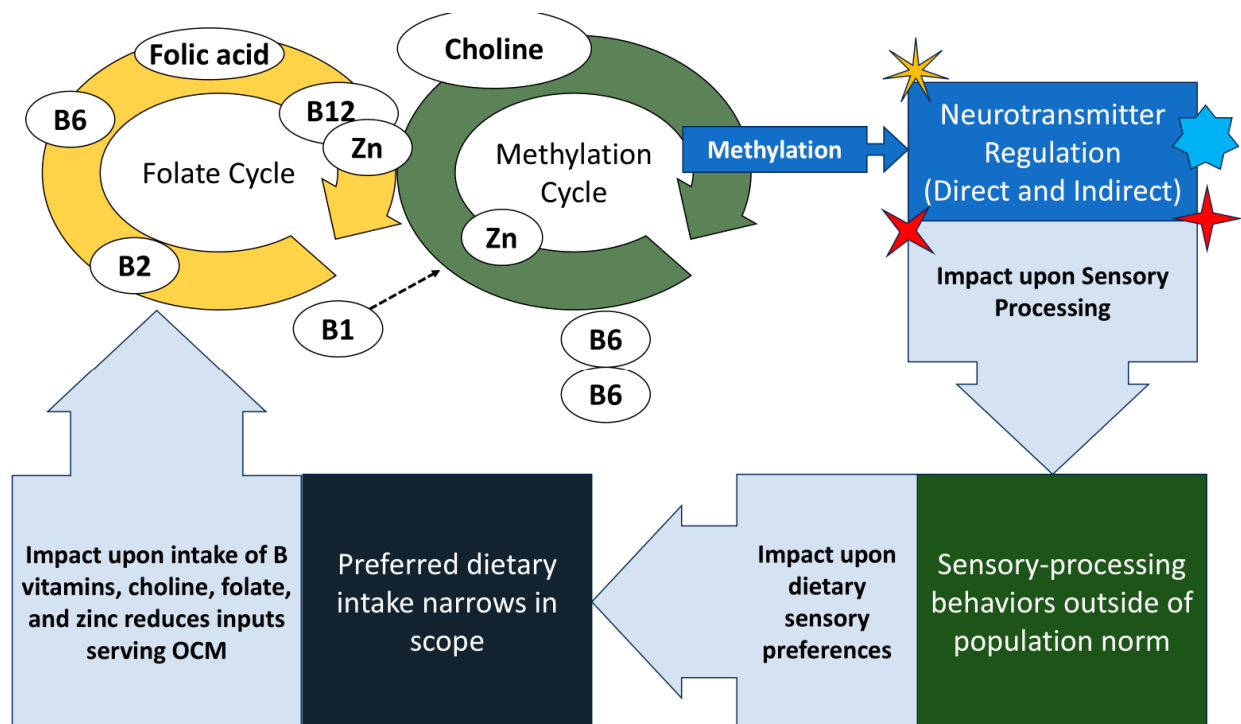 Folic acid
B6
B12
Zn
Folate Cycle
B2
B1
Choline
Methylation
Cycle
Zn
B6
B6
Methylation
Neurotransmitter
Regulation
(Direct and Indirect)
Impact upon Sensory
Processing
Sensory-processing
behaviors outside of
population norm
Impact upon
dietary
sensory
preferences
Preferred dietary
intake narrows in
scope
Impact upon intake of B
vitamins, choline, folate,
and zinc reduces inputs
serving OCM